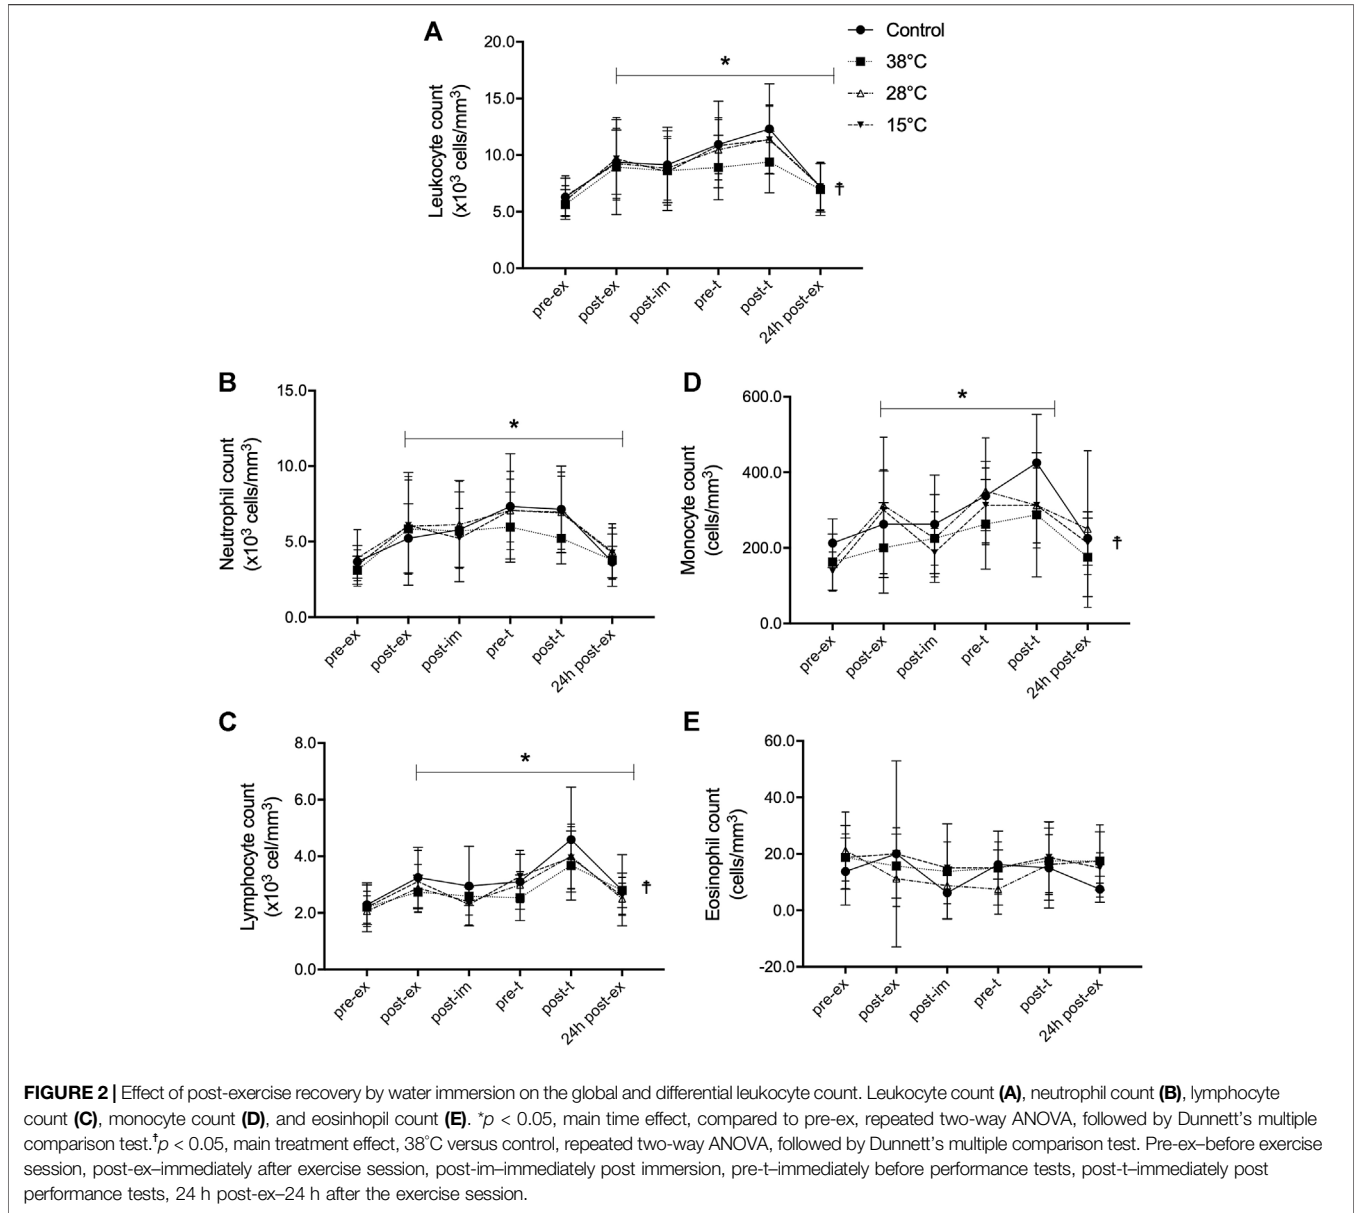 A
Control
38°C
28°C
15°C
*
20.0
15.0
10.0
5.0
0.0
Leukocyte count
(x10³ cells/mm³)
†
pre-ex
post-ex
post-im
pre-t
post-t
24h post-ex
B
*
15.0
10.0
5.0
0.0
Neutrophil count
(x10³ cells/mm³)
pre-ex
post-ex
post-im
pre-t
post-t
24h post-ex
D
*
600.0
400.0
200.0
0.0
Monocyte count
(cells/mm³)
†
pre-ex
post-ex
post-im
pre-t
post-t
24h post-ex
C
*
8.0
6.0
4.0
2.0
0.0
Lymphocyte count
(x10³ cel/mm³)
†
pre-ex
post-ex
post-im
pre-t
post-t
24h post-ex
E
60.0
40.0
20.0
0.0
-20.0
Eosinophil count
(cells/mm³)
pre-ex
post-ex
post-im
pre-t
post-t
24h post-ex
FIGURE 2 | Effect of post-exercise recovery by water immersion on the global and differential leukocyte count. Leukocyte count (A), neutrophil count (B), lymphocyte
count (C), monocyte count (D), and eosinhopil count (E). *p < 0.05, main time effect, compared to pre-ex, repeated two-way ANOVA, followed by Dunnett's multiple
comparison test.†p < 0.05, main treatment effect, 38°C versus control, repeated two-way ANOVA, followed by Dunnett's multiple comparison test. Pre-ex–before exercise
session, post-ex–immediately after exercise session, post-im–immediately post immersion, pre-t–immediately before performance tests, post-t–immediately post
performance tests, 24 h post-ex–24 h after the exercise session.